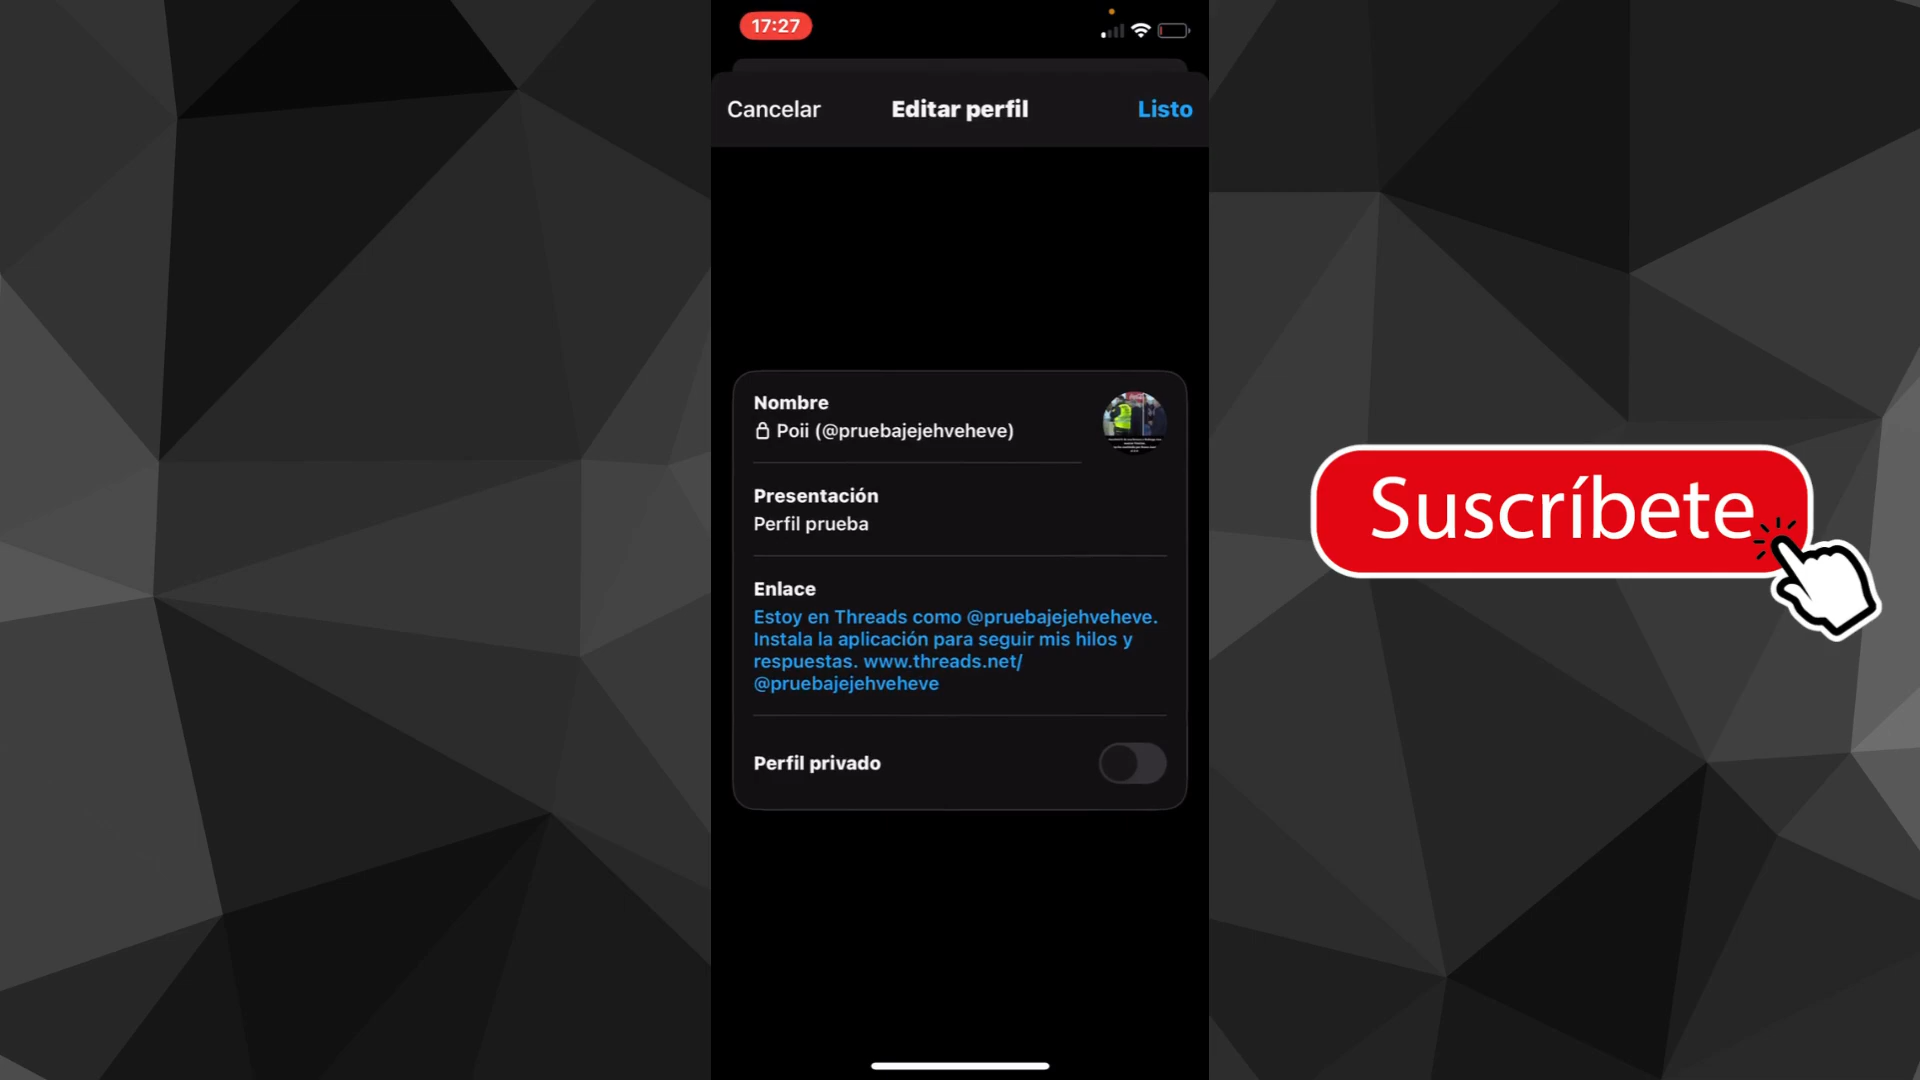 17:27
Cancelar
Editar perfil
Listo
Nombre
Poii (@pruebajejehveheve)
Presentación
Perfil prueba
Enlace
Estoy en Threads como @pruebajejehveheve.
Instala la aplicación para seguir mis hilos y
respuestas. www.threads.net/
@pruebajejehveheve
Perfil privado
Suscríbete